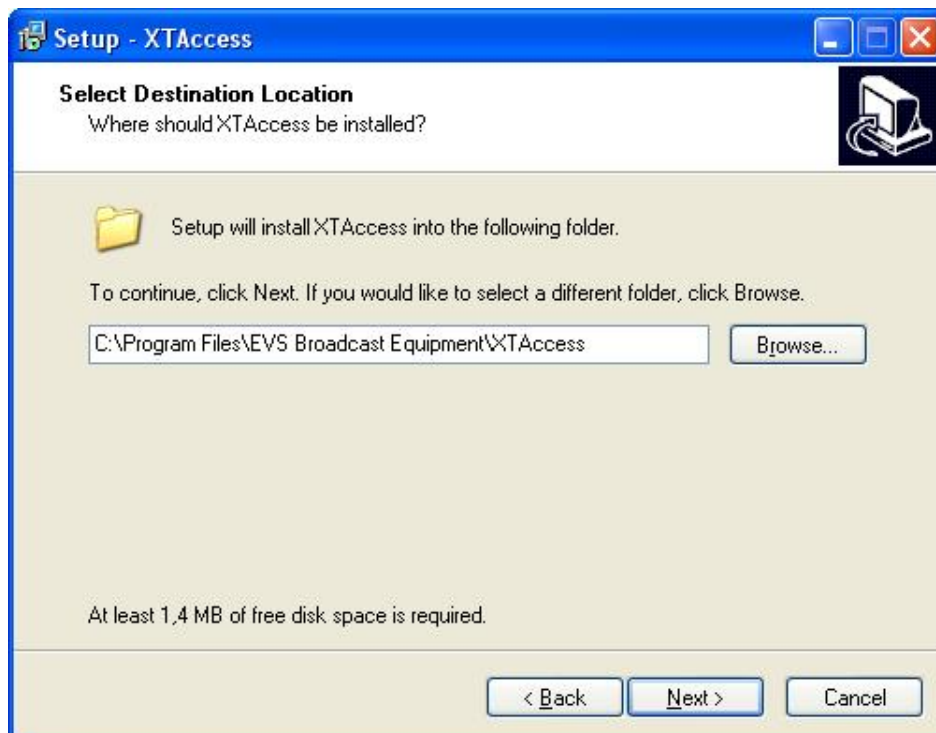 Setup - XTAccess
Select Destination Location
Where should XTAccess be installed?
Setup will install XTAccess into the following folder.
To continue, click Next. If you would like to select a different folder, click Browse.
C:\Program Files\EVS Broadcast Equipment\XTAccess
Browse...
At least 1,4 MB of free disk space is required.
< Back
Next >
Cancel